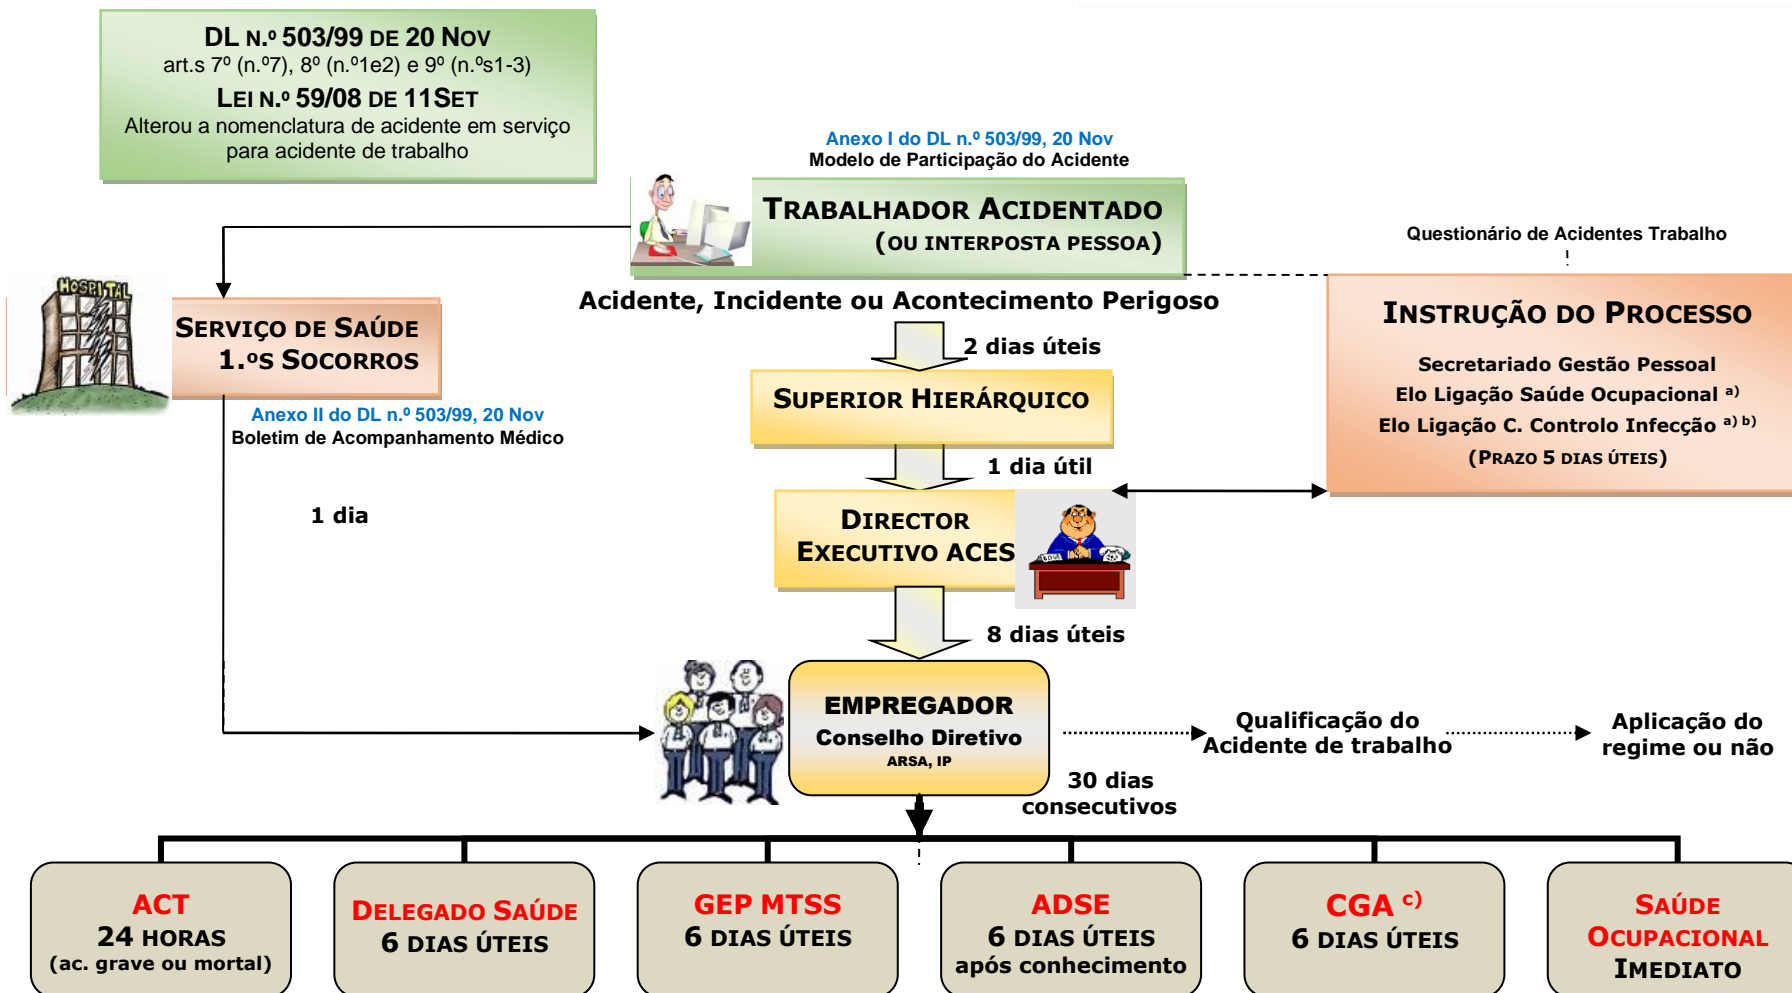 DL N.º 503/99 DE 20 NOV
art.s 7º (n.º7), 8º (n.º1e2) e 9º (n.ºs1-3)
LEI N.º 59/08 DE 11SET
Alterou a nomenclatura de acidente em serviço
para acidente de trabalho
Anexo I do DL n.º 503/99, 20 Nov
Modelo de Participação do Acidente
TRABALHADOR ACIDENTADO
(OU INTERPOSTA PESSOA)
Questionário de Acidentes Trabalho
HOSPITAL
SERVIÇO DE SAÚDE
1.ºS SOCORROS
Anexo II do DL n.º 503/99, 20 Nov
Boletim de Acompanhamento Médico
1 dia
Acidente, Incidente ou Acontecimento Perigoso
2 dias úteis
SUPERIOR HIERÁRQUICO
1 dia útil
DIRECTOR
EXECUTIVO ACES
8 dias úteis
INSTRUÇÃO DO PROCESSO
Secretariado Gestão Pessoal
Elo Ligação Saúde Ocupacional a)
Elo Ligação C. Controlo Infecção a) b)
(PRAZO 5 DIAS ÚTEIS)
EMPREGADOR
Conselho Diretivo
ARSA, IP
30 dias
consecutivos
Qualificação do
Acidente de trabalho
Aplicação do
regime ou não
ACT
24 HORAS
(ac. grave ou mortal)
DELEGADO SAÚDE
6 DIAS ÚTEIS
GEP MTSS
6 DIAS ÚTEIS
ADSE
6 DIAS ÚTEIS
após conhecimento
CGA c)
6 DIAS ÚTEIS
SAÚDE
OCUPACIONAL
IMEDIATO